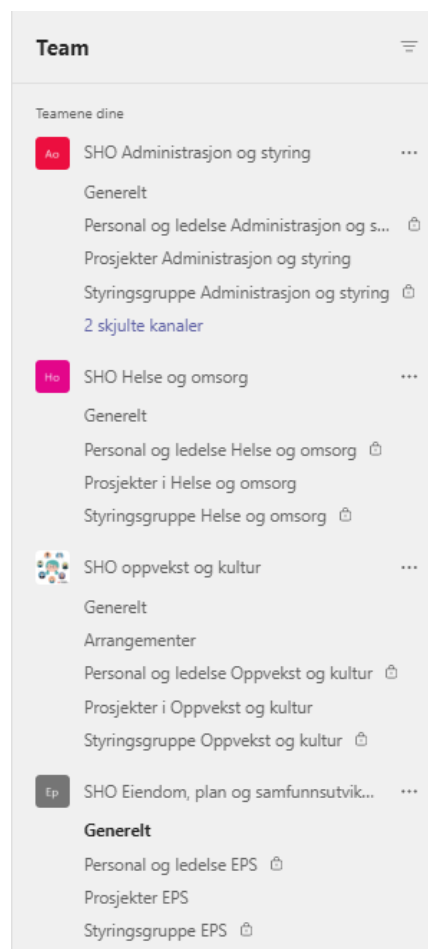 Team
Teamene dine
Ao SHO Administrasjon og styring
Generelt
Personal og ledelse Administrasjon og s...
Prosjekter Administrasjon og styring
Styringsgruppe Administrasjon og styring
2 skjulte kanaler
Ho SHO Helse og omsorg
Generelt
Personal og ledelse Helse og omsorg
Prosjekter i Helse og omsorg
Styringsgruppe Helse og omsorg
SHO oppvekst og kultur
Generelt
Arrangementer
Personal og ledelse Oppvekst og kultur
Prosjekter i Oppvekst og kultur
Styringsgruppe Oppvekst og kultur
Ep SHO Eiendom, plan og samfunnsutvik...
Generelt
Personal og ledelse EPS
Prosjekter EPS
Styringsgruppe EPS